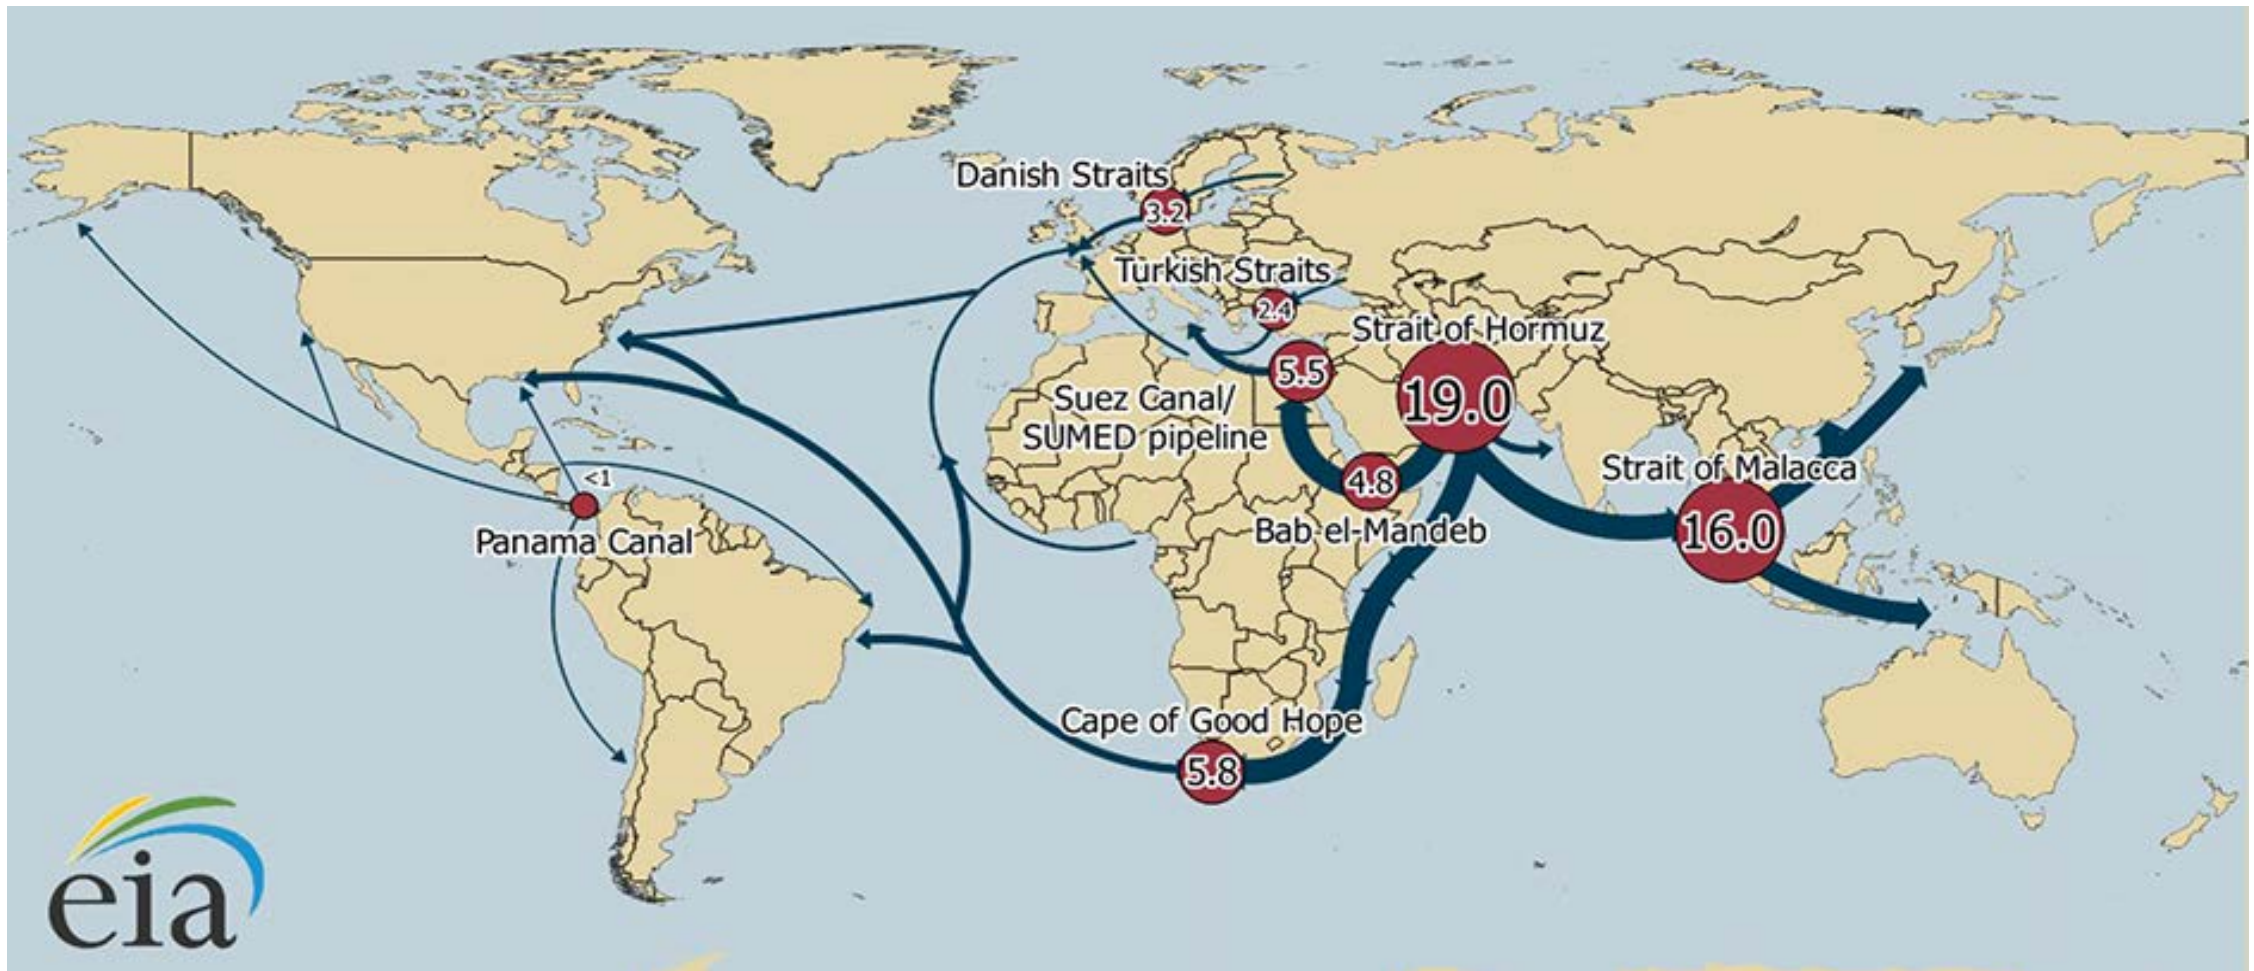 Danish Straits
3.2
Turkish Straits
2.4
Strait of Hormuz
19.0
5.5
Suez Canal/
SUMED pipeline
4.8
Bab el-Mandeb
Strait of Malacca
16.0
<1
Panama Canal
Cape of Good Hope
5.8
eia